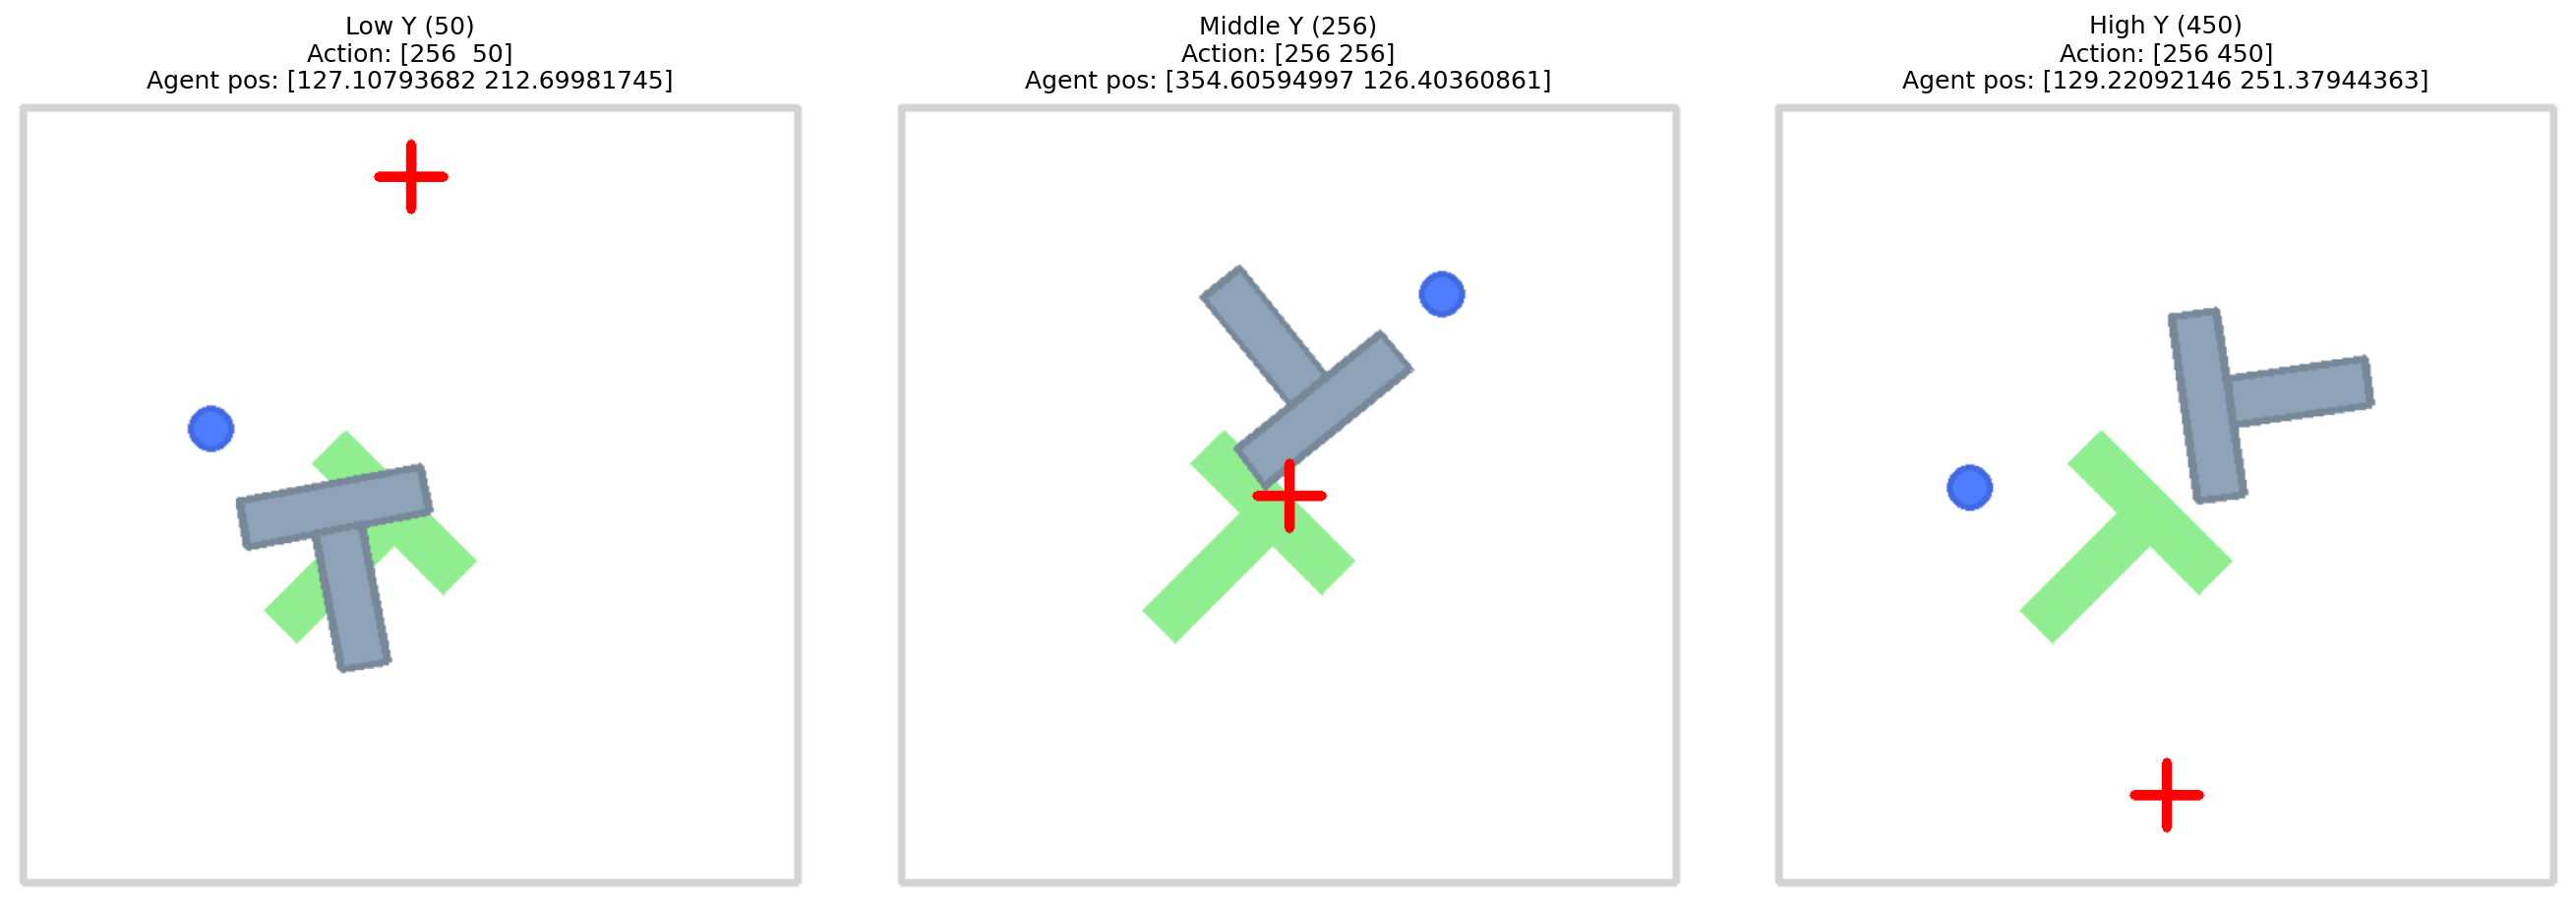 Low Y (50)
Action: [256  50]
Agent pos: [127.10793682 212.69981745]
Middle Y (256)
Action: [256 256]
Agent pos: [354.60594997 126.40360861]
High Y (450)
Action: [256 450]
Agent pos: [129.22092146 251.37944363]